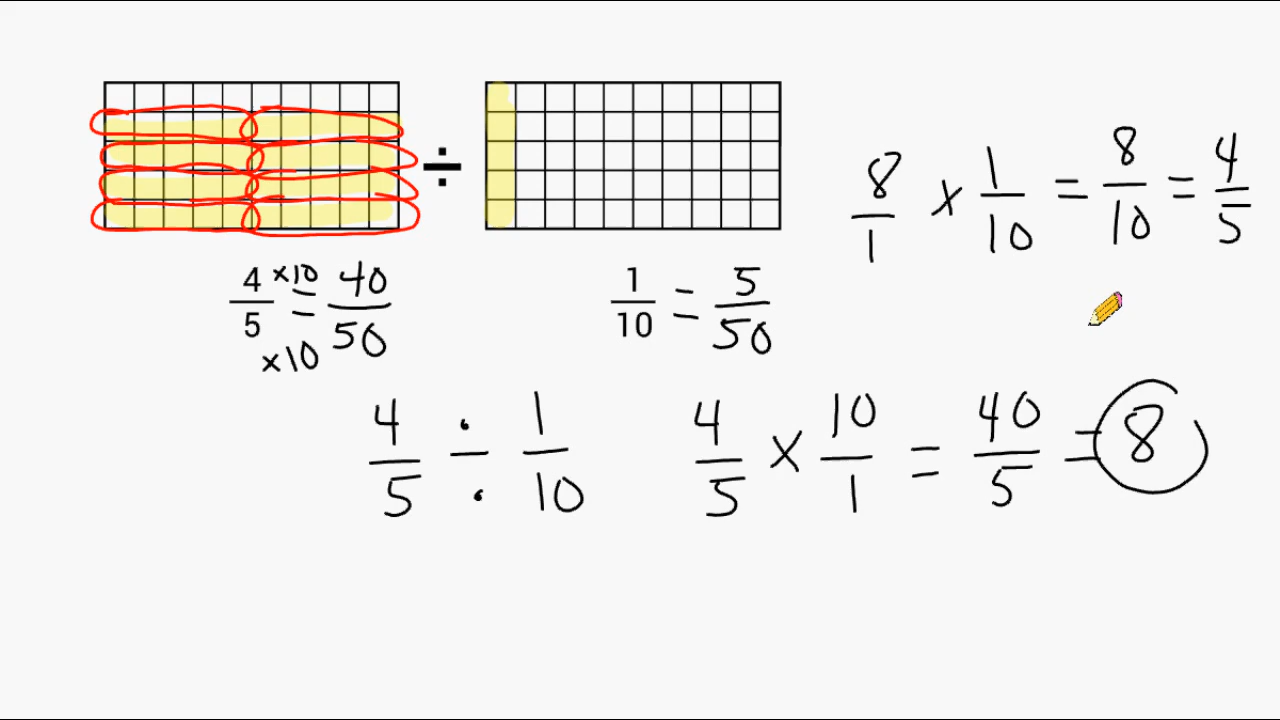 ÷
4/5 ×10/×10 = 40/50
1/10 = 5/50
8/1 × 1/10 = 8/10 = 4/5
4/5 ÷ 1/10
4/5 × 10/1 = 40/5 = 8